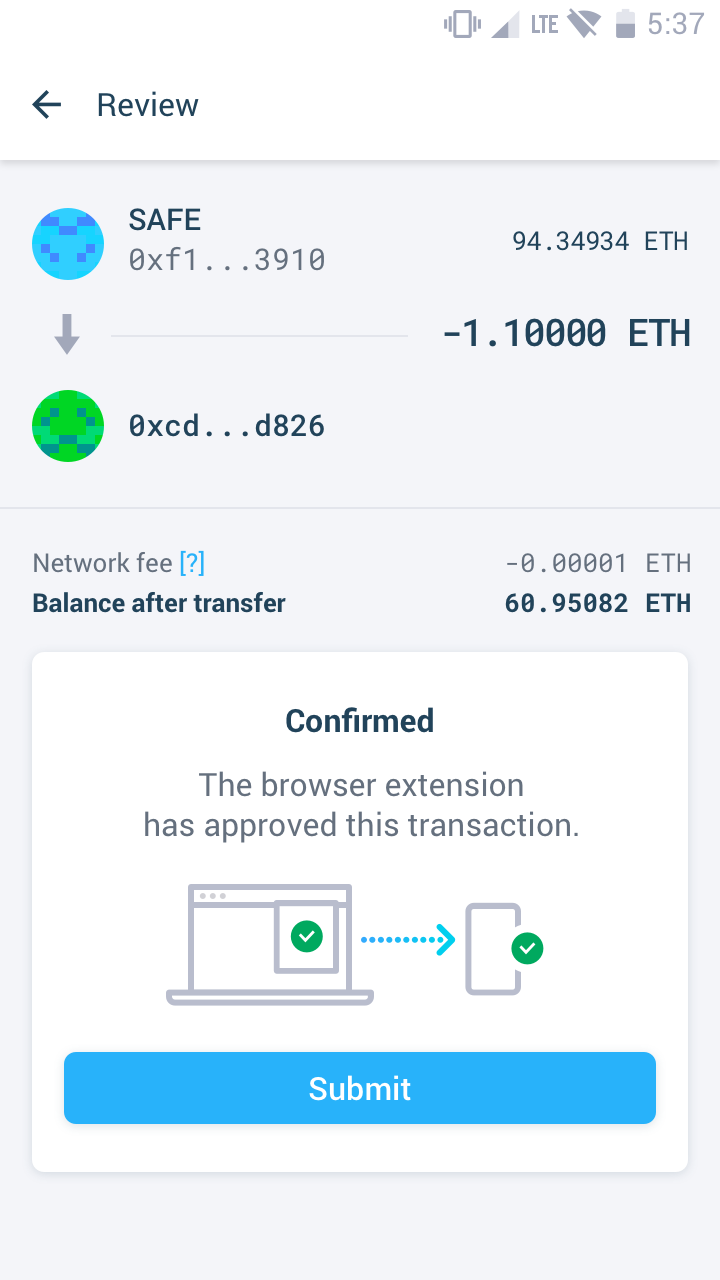 LTE 5:37
Review
SAFE
0xf1...3910
94.34934 ETH
-1.10000 ETH
0xcd...d826
Network fee [?] -0.00001 ETH
Balance after transfer 60.95082 ETH
Confirmed
The browser extension
has approved this transaction.
Submit